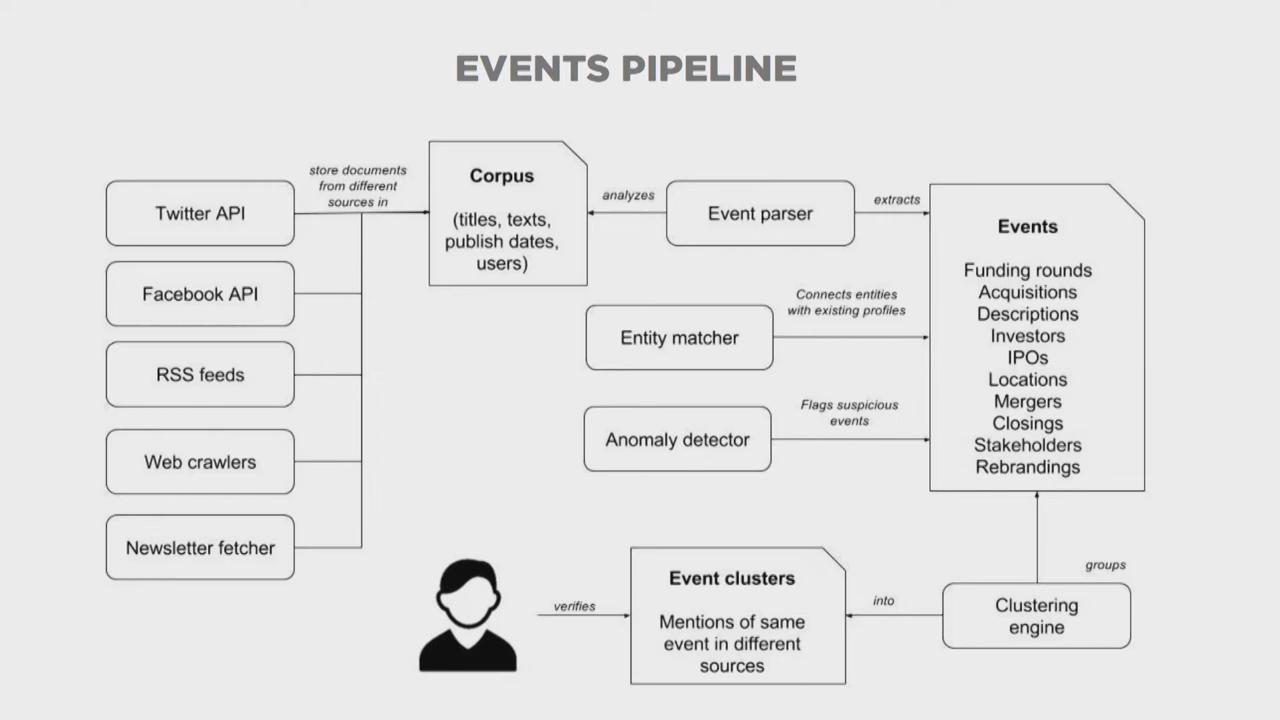 EVENTS PIPELINE
Twitter API
Facebook API
RSS feeds
Web crawlers
Newsletter fetcher
store documents
from different
sources in
Corpus
(titles, texts,
publish dates,
users)
analyzes
Event parser
extracts
Entity matcher
Connects entities
with existing profiles
Anomaly detector
Flags suspicious
events
Events
Funding rounds
Acquisitions
Descriptions
Investors
IPOs
Locations
Mergers
Closings
Stakeholders
Rebrandings
groups
Clustering
engine
into
Event clusters
Mentions of same
event in different
sources
verifies